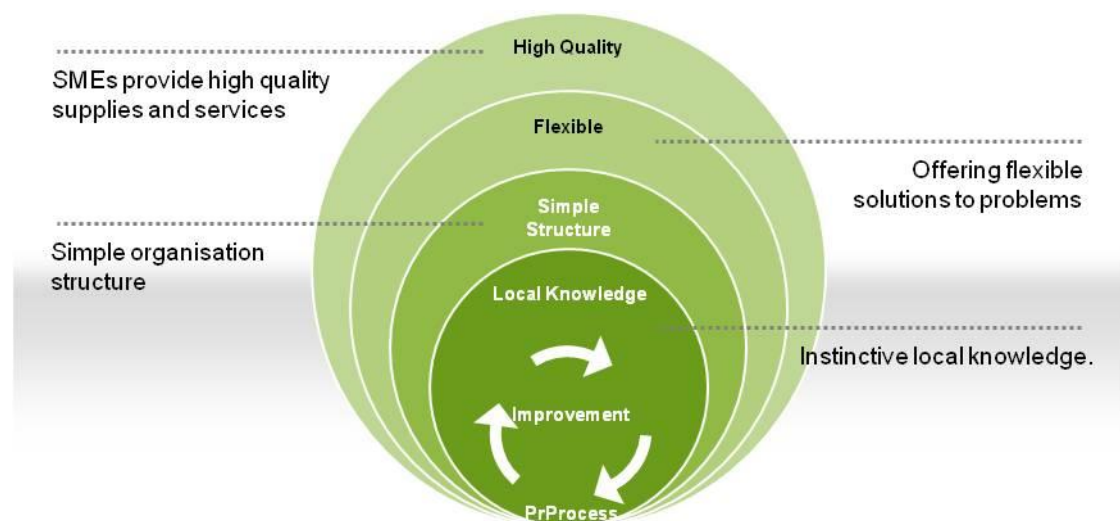 High Quality
SMEs provide high quality
supplies and services
Flexible
Offering flexible
solutions to problems
Simple
Structure
Simple organisation
structure
Local Knowledge
Instinctive local knowledge.
Improvement
PrProcess